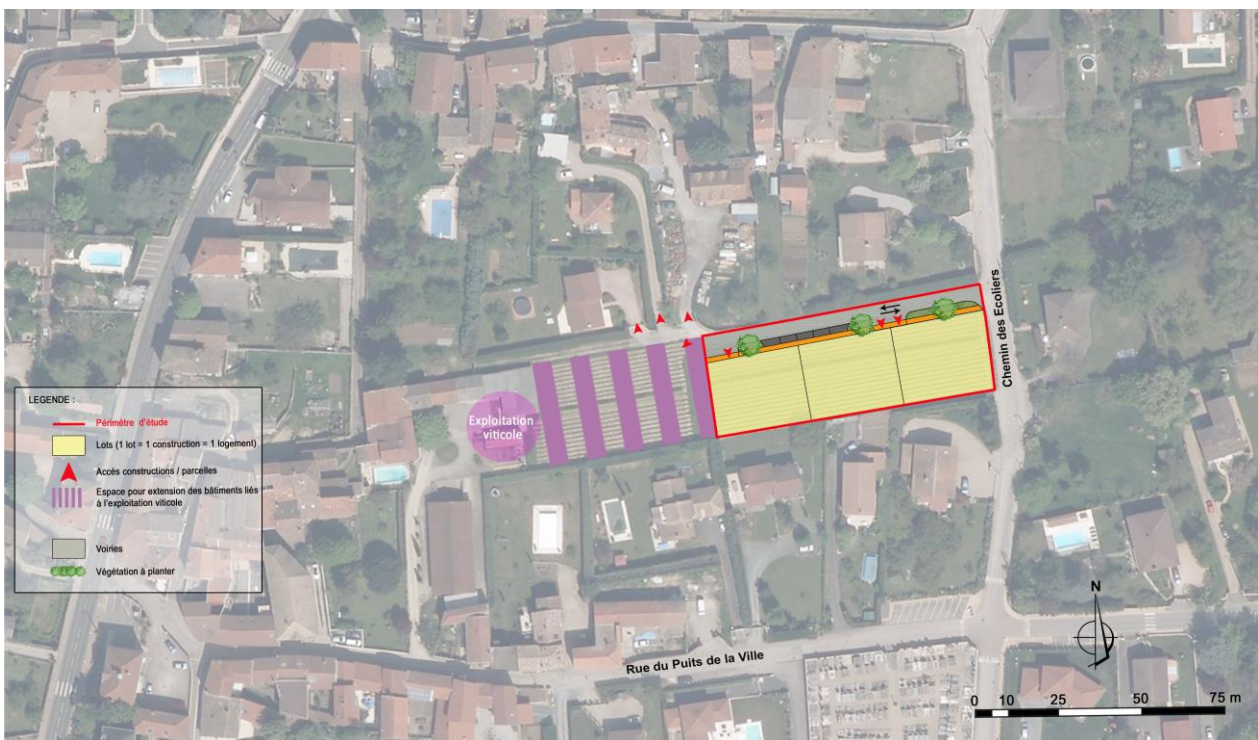 Chemin des Ecoliers
Exploitation
viticole
LEGENDE :
Périmètre d'étude
Lots (1 lot = 1 construction = 1 logement)
Accès constructions / parcelles
Espace pour extension des bâtiments liés
à l'exploitation viticole
Voiries
Végétation à planter
Rue du Puits de la Ville
N
0 10 25 50 75 m